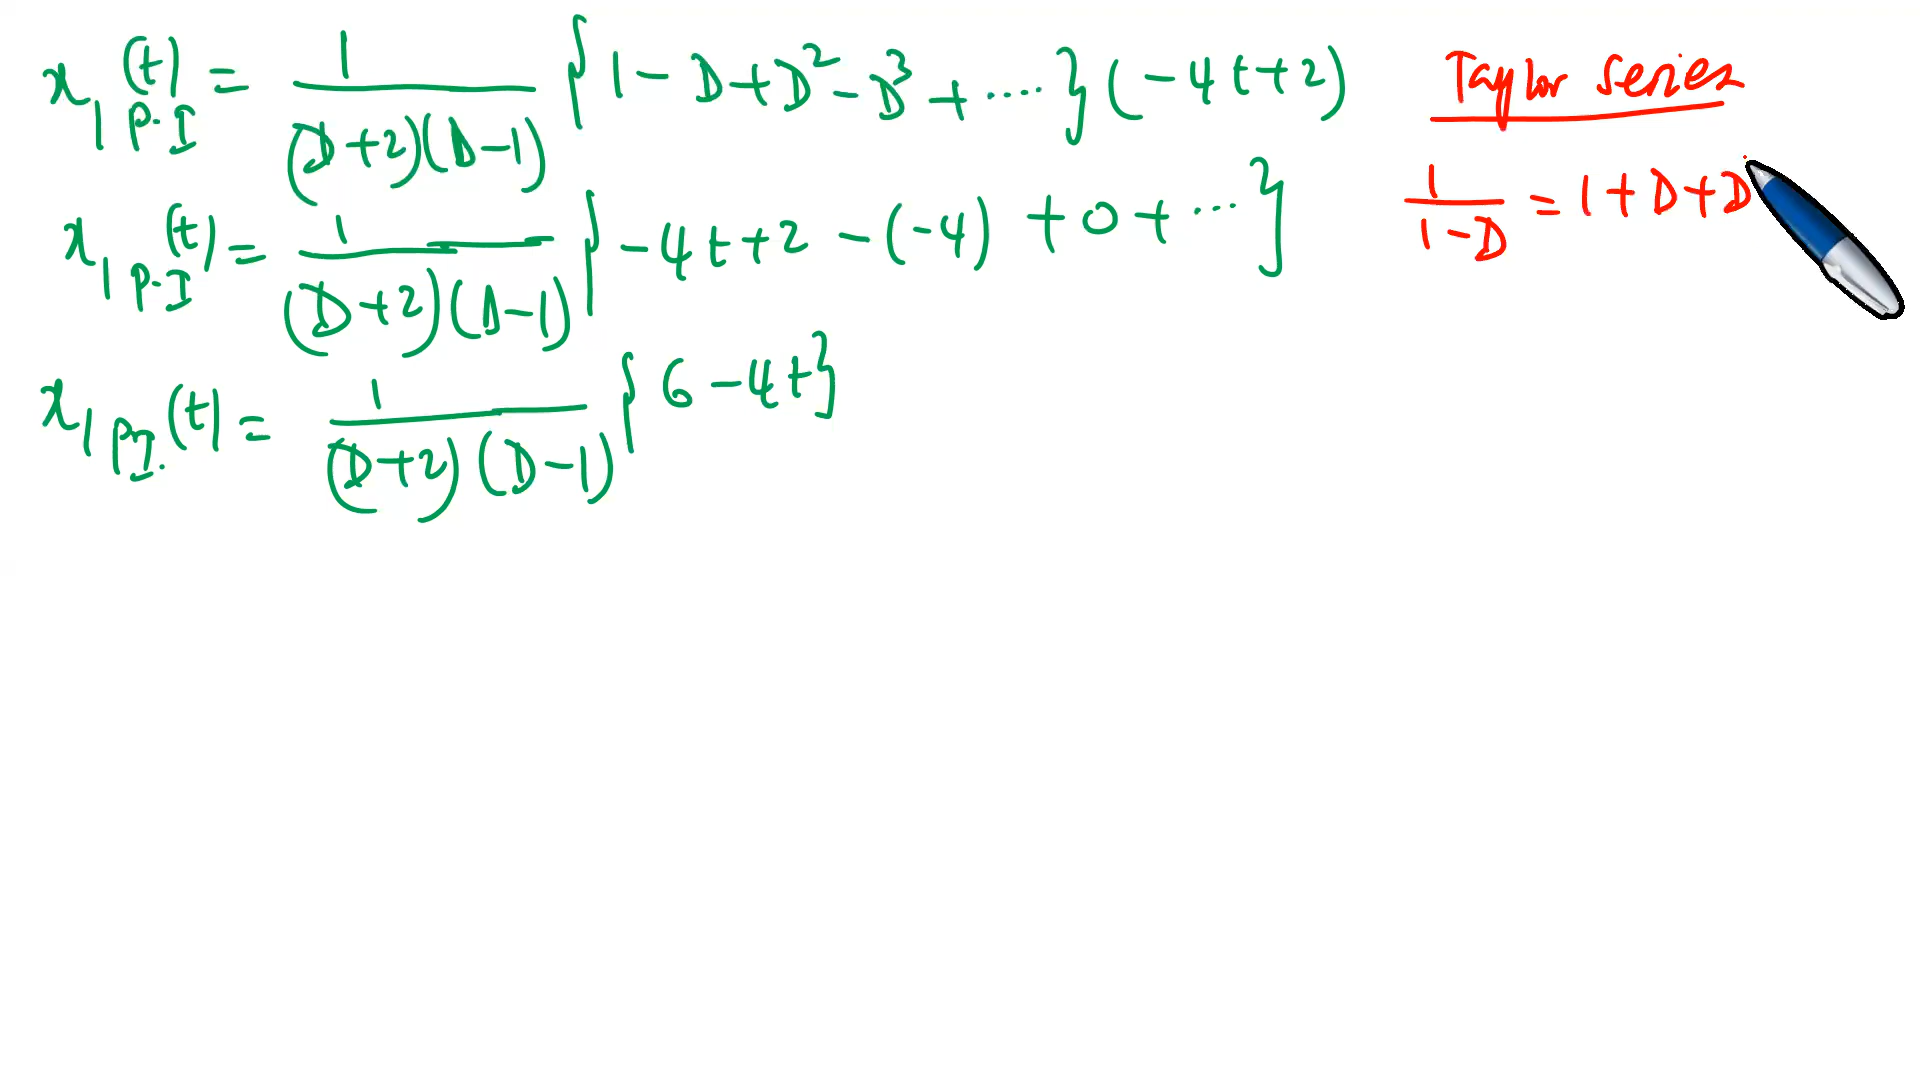 x₁ P.I (t) = 1/((D+2)(D-1)) {1 - D + D² - D³ + ....} (-4t+2)
x₁ P.I (t) = 1/((D+2)(D-1)) {-4t+2 - (-4) + 0 + ...}
x₁ P.I. (t) = 1/((D+2)(D-1)) {6 - 4t}
Taylor series
1/(1-D) = 1 + D + D